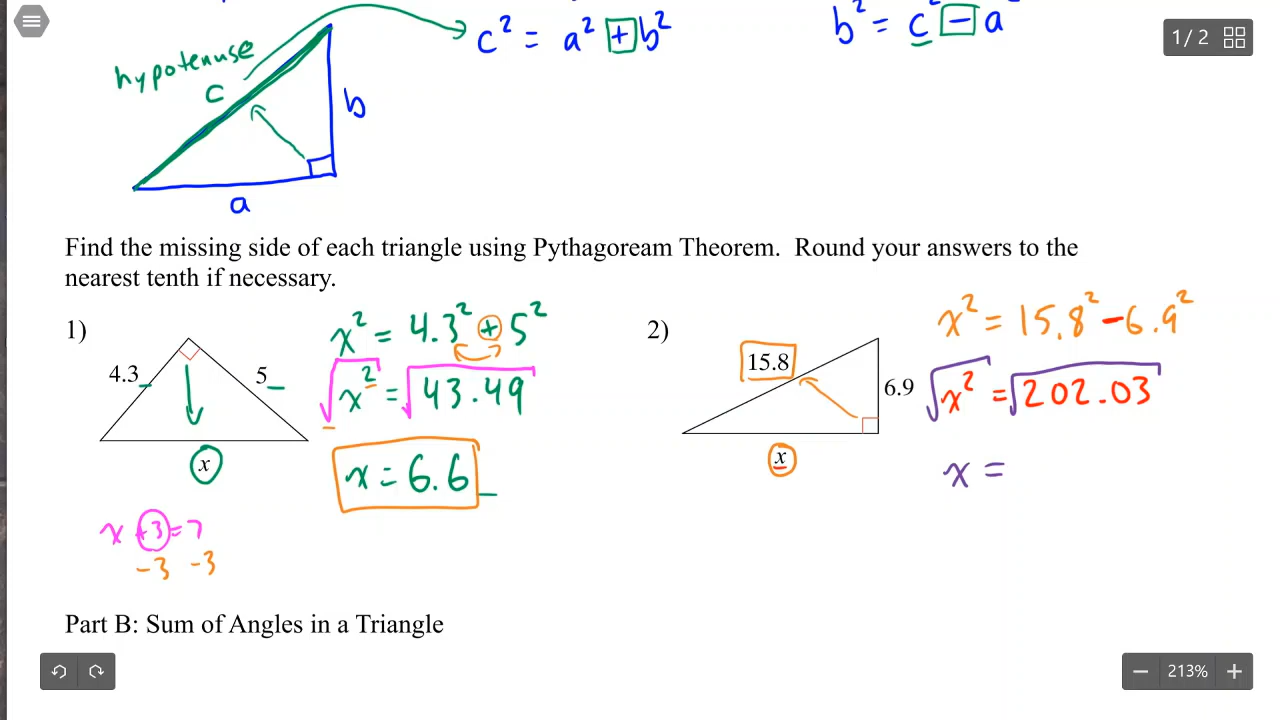 hypotenuse
c
b
a
c² = a² + b²
b² = c² - a²
1/2
Find the missing side of each triangle using Pythagoream Theorem. Round your answers to the
nearest tenth if necessary.
1)
4.3
5
x
x² = 4.3² + 5²
√x² = √43.49
x = 6.6
x +3 = 7
-3 -3
2)
15.8
6.9
x
x² = 15.8² - 6.9²
√x² = √202.03
x =
Part B: Sum of Angles in a Triangle
213%